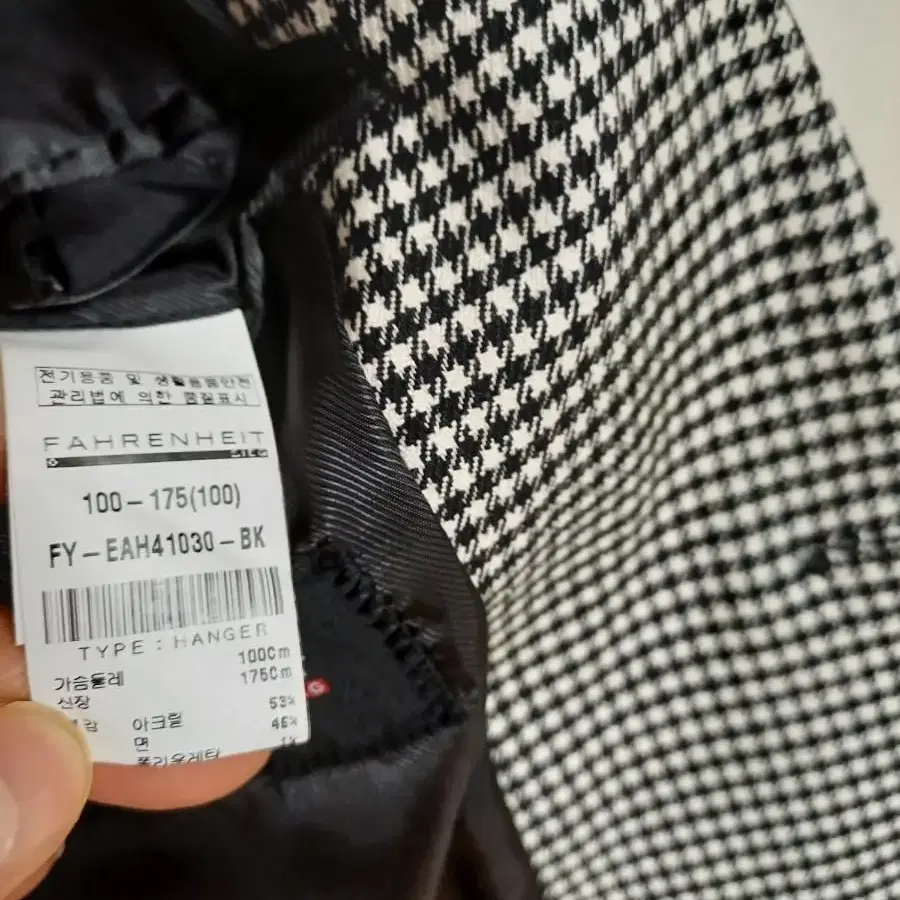 전기용품 및 생활용품안전
관리법에 의한 품질표시
FAHRENHEIT
100-175(100)
FY-EAH41030-BK
TYPE : HANGER
가슴둘레 100Cm
신장 175Cm
아크릴 53%
면 46%
폴리우레탄 1%